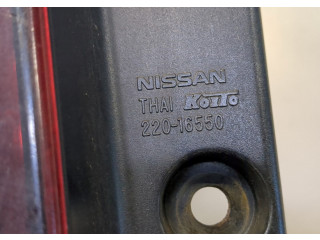 NISSAN
THAI KOITO
220-16550